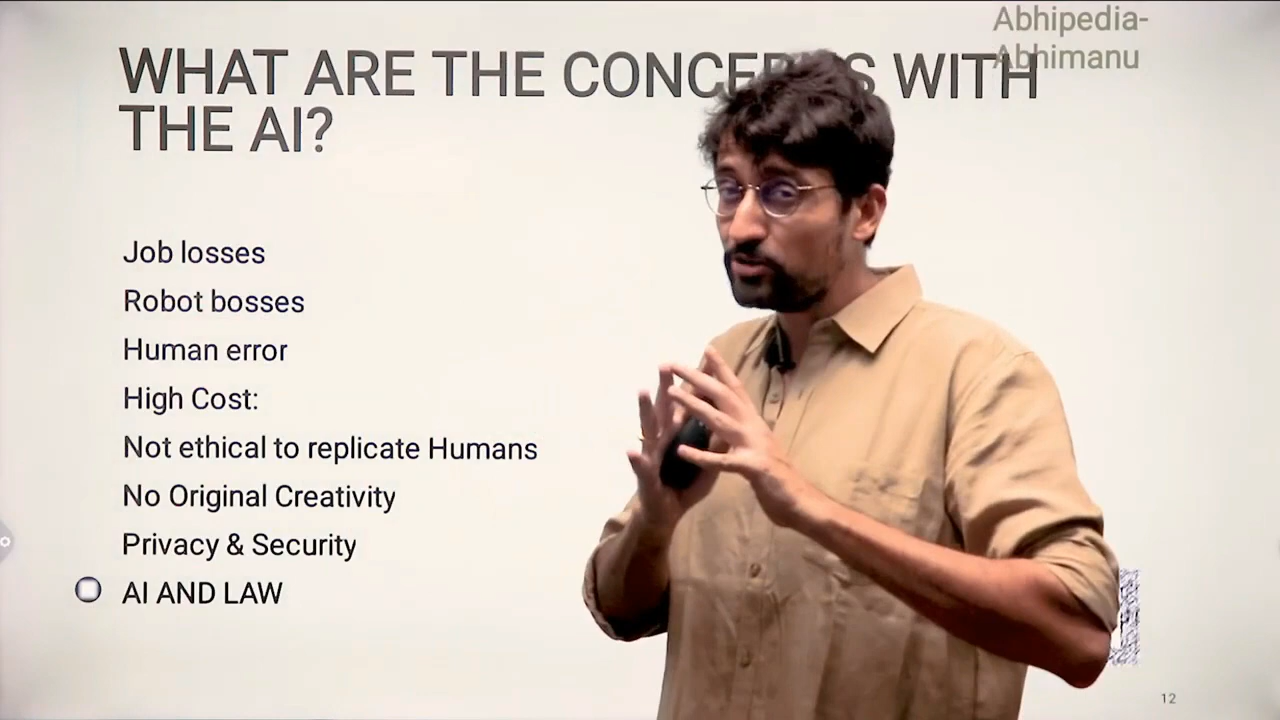 Abhipedia-
Abhimanu
WHAT ARE THE CONCERNS WITH
THE AI?
Job losses
Robot bosses
Human error
High Cost:
Not ethical to replicate Humans
No Original Creativity
Privacy & Security
AI AND LAW
12